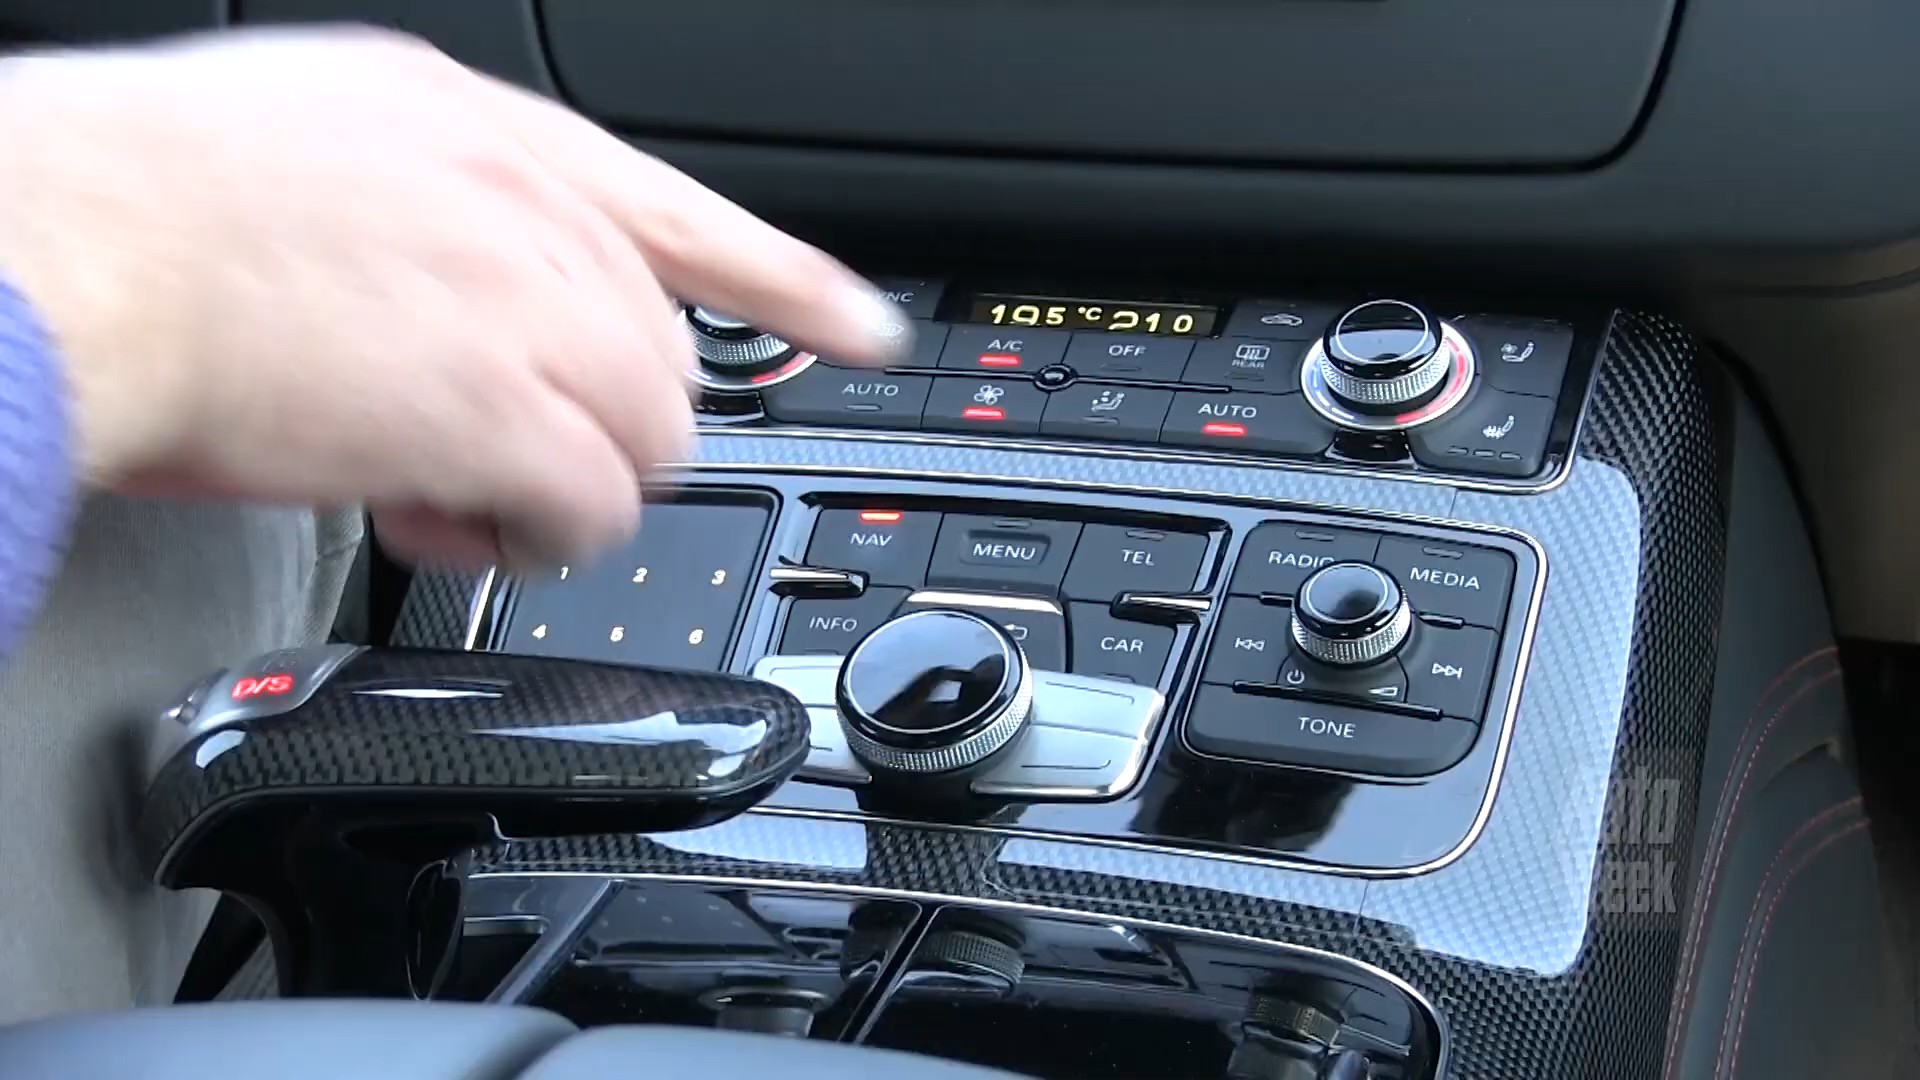 195 °C 210
A/C
OFF
REAR
AUTO
AUTO
NAV
MENU
TEL
RADIO
MEDIA
1 2 3
4 5 6
INFO
CAR
TONE
D/S